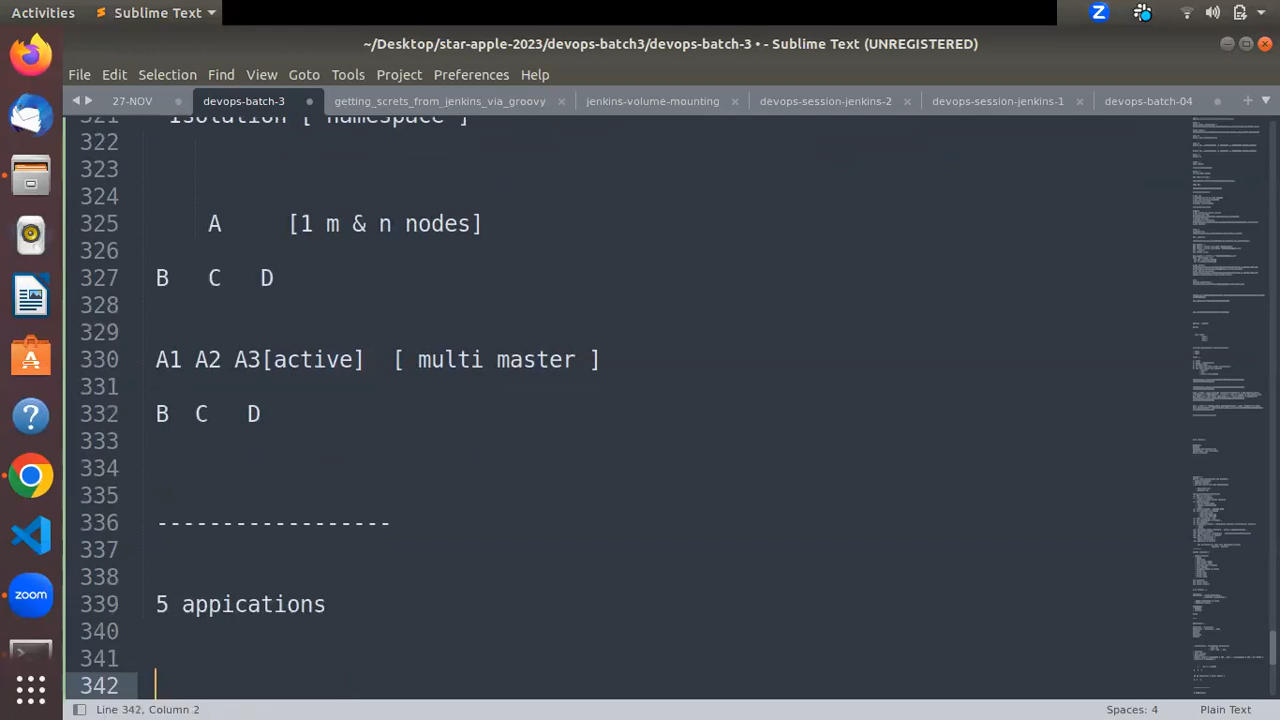 Activities
Sublime Text
~/Desktop/star-apple-2023/devops-batch3/devops-batch-3 • - Sublime Text (UNREGISTERED)
File Edit Selection Find View Goto Tools Project Preferences Help
27-NOV
devops-batch-3
getting_screts_from_jenkins_via_groovy
jenkins-volume-mounting
devops-session-jenkins-2
devops-session-jenkins-1
devops-batch-04
321 isolution [ namespace ]
322
323
324
325 A [1 m & n nodes]
326
327 B C D
328
329
330 A1 A2 A3[active] [ multi master ]
331
332 B C D
333
334
335
336 ------------------
337
338
339 5 appications
340
341
342
zoom
Line 342, Column 2
Spaces: 4
Plain Text